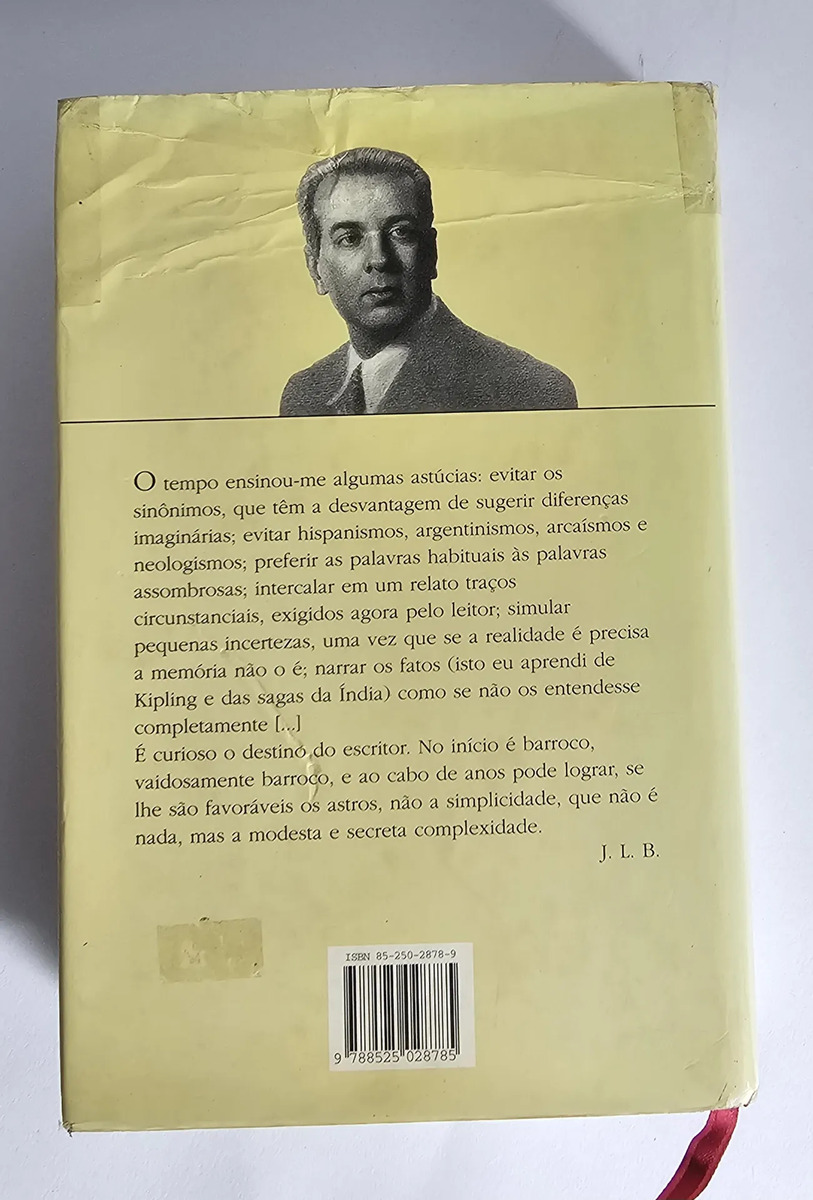 O tempo ensinou-me algumas astúcias: evitar os
sinônimos, que têm a desvantagem de sugerir diferenças
imaginárias; evitar hispanismos, argentinismos, arcaísmos e
neologismos; preferir as palavras habituais às palavras
assombrosas; intercalar em um relato traços
circunstanciais, exigidos agora pelo leitor; simular
pequenas incertezas, uma vez que se a realidade é precisa
a memória não o é; narrar os fatos (isto eu aprendi de
Kipling e das sagas da Índia) como se não os entendesse
completamente [...]
É curioso o destino do escritor. No início é barroco,
vaidosamente barroco, e ao cabo de anos pode lograr, se
lhe são favoráveis os astros, não a simplicidade, que não é
nada, mas a modesta e secreta complexidade.
J. L. B.
ISBN 85-250-2878-9
9 788525 028785